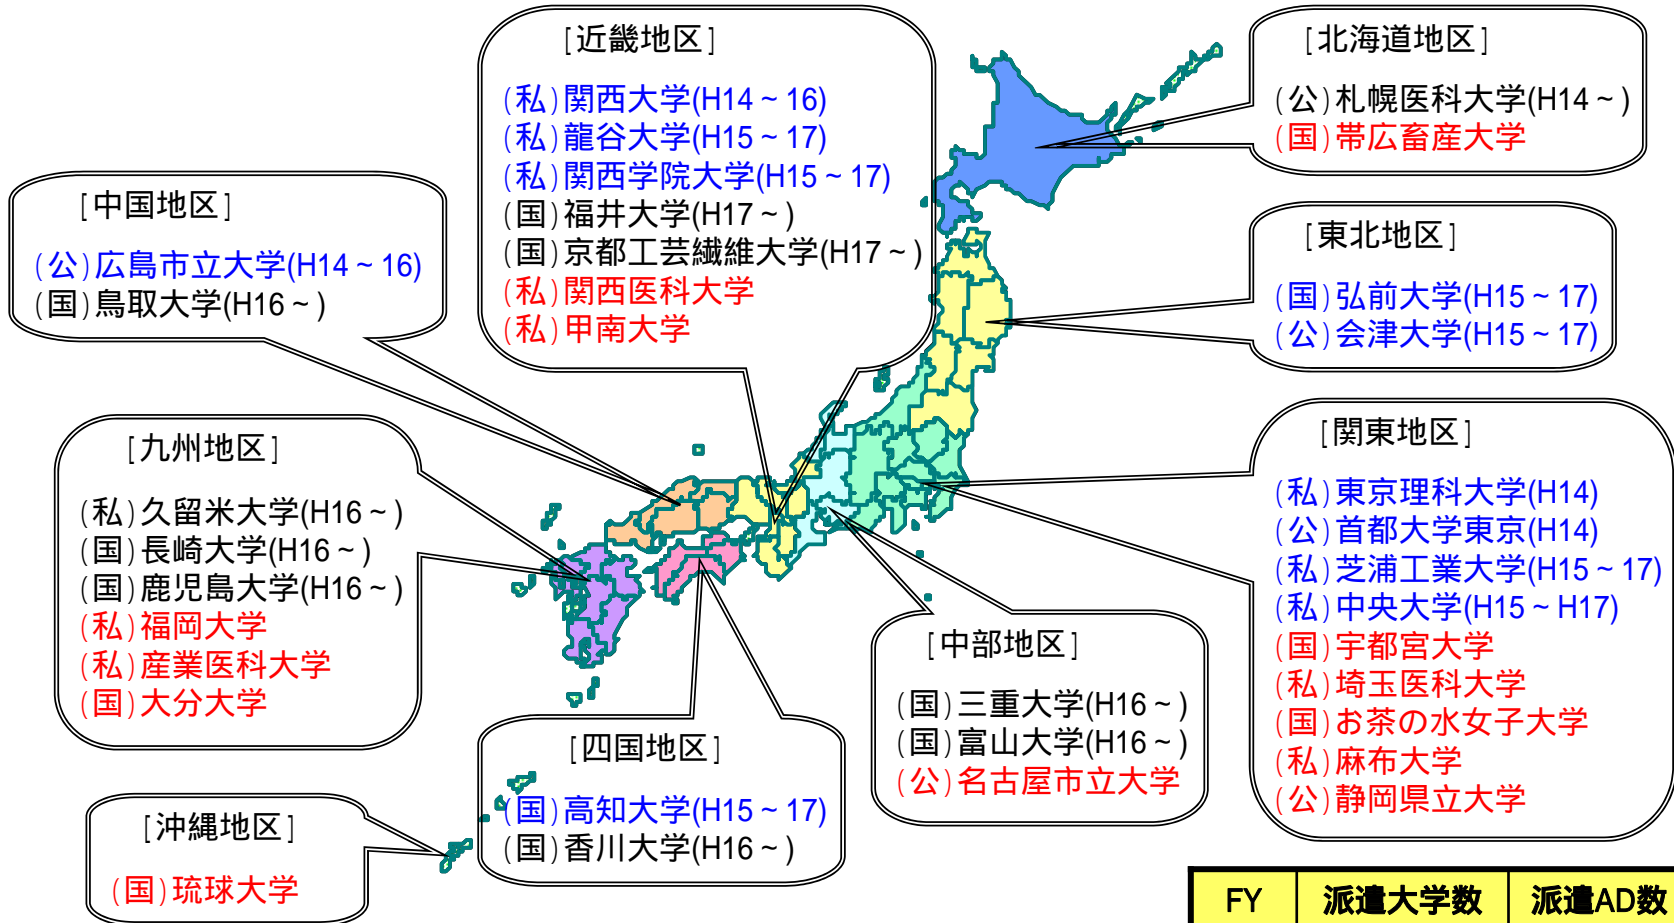 [近畿地区]
(私)関西大学(H14～16)
(私)龍谷大学(H15～17)
(私)関西学院大学(H15～17)
(国)福井大学(H17～)
(国)京都工芸繊維大学(H17～)
(私)関西医科大学
(私)甲南大学
[北海道地区]
(公)札幌医科大学(H14～)
(国)帯広畜産大学
[中国地区]
(公)広島市立大学(H14～16)
(国)鳥取大学(H16～)
[東北地区]
(国)弘前大学(H15～17)
(公)会津大学(H15～17)
[九州地区]
(私)久留米大学(H16～)
(国)長崎大学(H16～)
(国)鹿児島大学(H16～)
(私)福岡大学
(私)産業医科大学
(国)大分大学
[関東地区]
(私)東京理科大学(H14)
(公)首都大学東京(H14)
(私)芝浦工業大学(H15～17)
(私)中央大学(H15～H17)
(国)宇都宮大学
(私)埼玉医科大学
(国)お茶の水女子大学
(私)麻布大学
(公)静岡県立大学
[中部地区]
(国)三重大学(H16～)
(国)富山大学(H16～)
(公)名古屋市立大学
[四国地区]
(国)高知大学(H15～17)
(国)香川大学(H16～)
[沖縄地区]
(国)琉球大学
FY 派遣大学数 派遣AD数